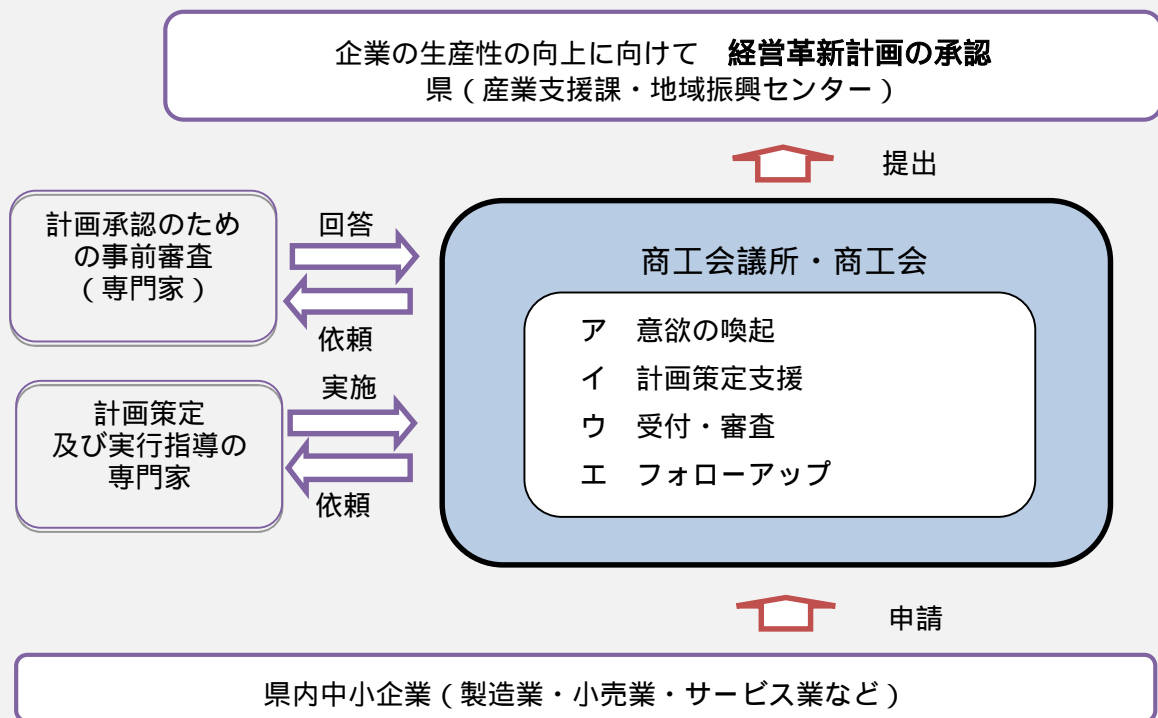 企業の生産性の向上に向けて　経営革新計画の承認
県（産業支援課・地域振興センター）
提出
計画承認のため
の事前審査
（専門家）
回答
依頼
商工会議所・商工会
ア　意欲の喚起
イ　計画策定支援
ウ　受付・審査
エ　フォローアップ
計画策定
及び実行指導の
専門家
実施
依頼
申請
県内中小企業（製造業・小売業・サービス業など）